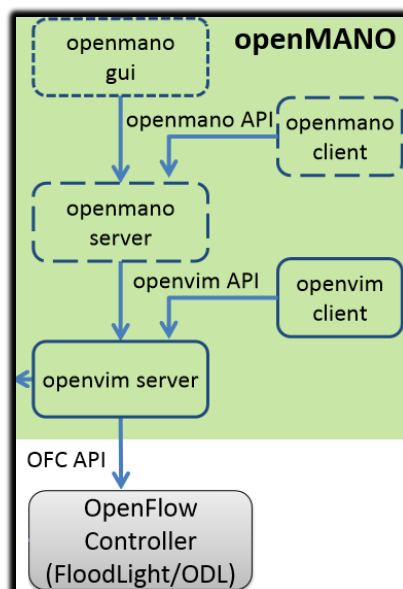 openmano
gui
openMANO
openmano API
openmano
client
openmano
server
openvim API
openvim
client
openvim server
OFC API
OpenFlow
Controller
(FloodLight/ODL)